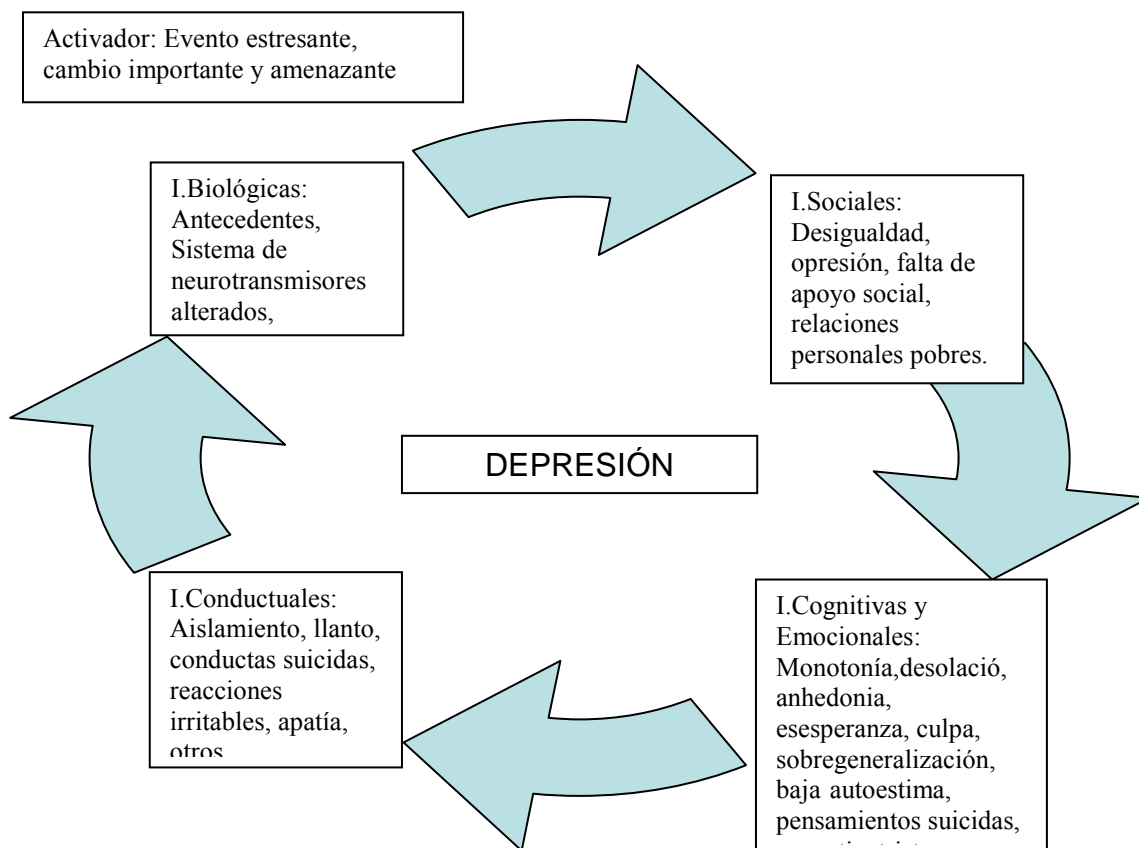 Activador: Evento estresante,
cambio importante y amenazante
I.Biológicas:
Antecedentes,
Sistema de
neurotransmisores
alterados,
I.Sociales:
Desigualdad,
opresión, falta de
apoyo social,
relaciones
personales pobres.
DEPRESIÓN
I.Conductuales:
Aislamiento, llanto,
conductas suicidas,
reacciones
irritables, apatía,
otros
I.Cognitivas y
Emocionales:
Monotonía,desolació,
anhedonia,
esesperanza, culpa,
sobregeneralización,
baja autoestima,
pensamientos suicidas,